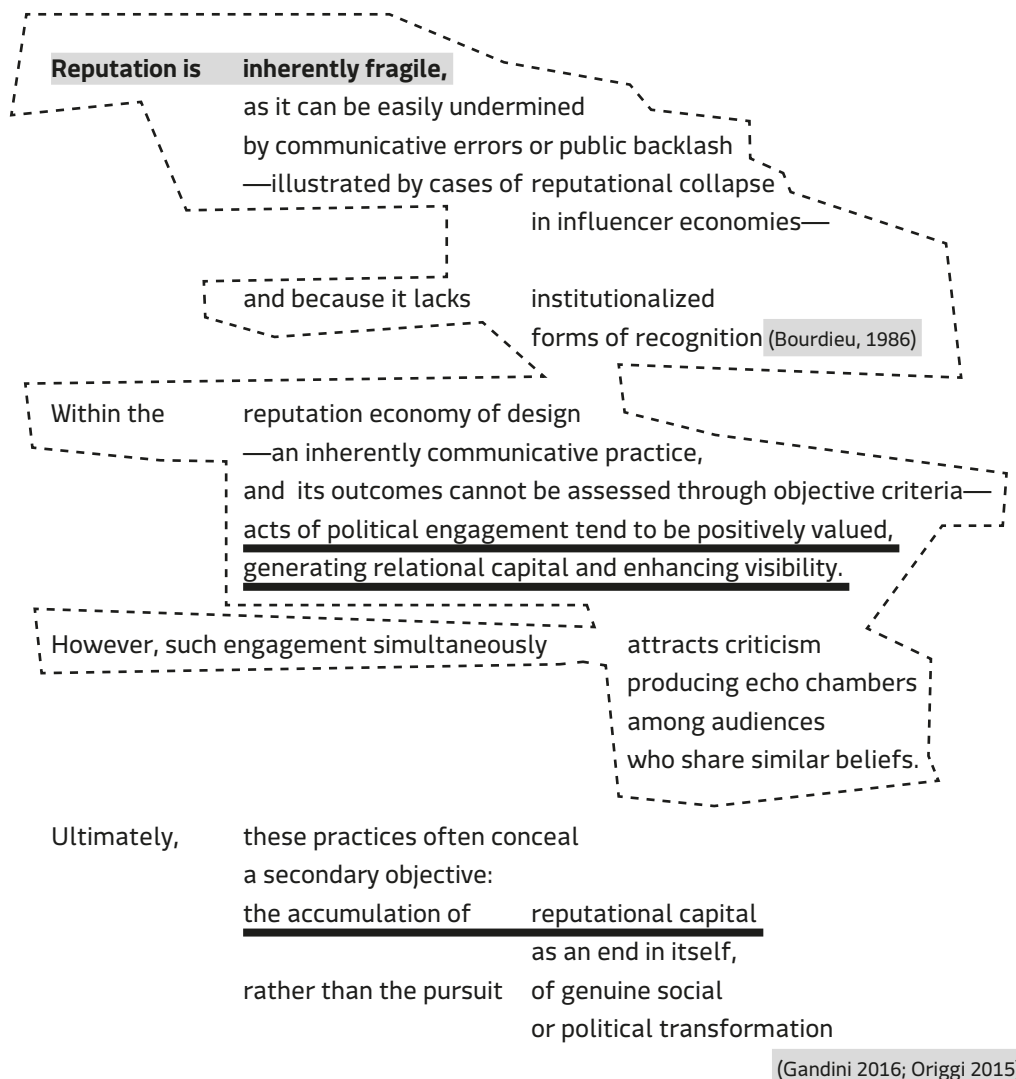 Reputation is inherently fragile,
as it can be easily undermined
by communicative errors or public backlash
—illustrated by cases of reputational collapse
in influencer economies—
and because it lacks institutionalized
forms of recognition (Bourdieu, 1986)
Within the reputation economy of design
—an inherently communicative practice,
and its outcomes cannot be assessed through objective criteria—
acts of political engagement tend to be positively valued,
generating relational capital and enhancing visibility.
However, such engagement simultaneously attracts criticism
producing echo chambers
among audiences
who share similar beliefs.
Ultimately, these practices often conceal
a secondary objective:
the accumulation of reputational capital
as an end in itself,
rather than the pursuit of genuine social
or political transformation
(Gandini 2016; Origgi 2015)